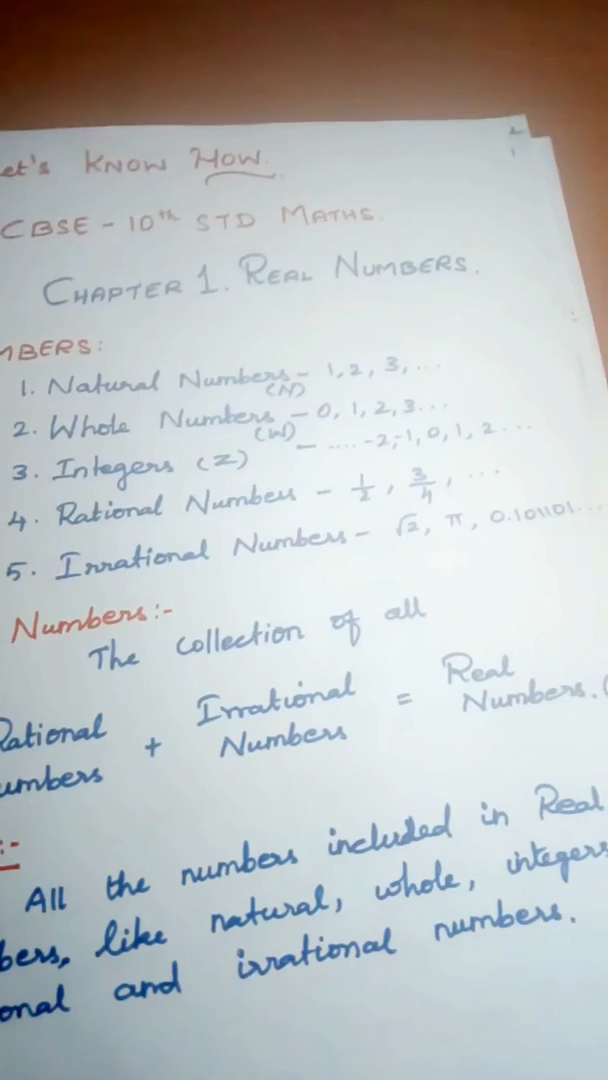 et's KNOW HOW.
CBSE - 10th STD MATHS.
CHAPTER 1. REAL NUMBERS.
MBERS:
1. Natural Numbers - 1, 2, 3, ...
(N)
2. Whole Numbers - 0, 1, 2, 3...
(W)
3. Integers (Z) - .... -2, -1, 0, 1, 2...
4. Rational Numbers - 1/2, 3/4, ...
5. Irrational Numbers - √2, π, 0.101101...
Numbers:-
The collection of all
Rational + Irrational = Real
umbers Numbers Numbers. (
:-
All the numbers included in Real
bers, like natural, whole, integers
onal and irrational numbers.